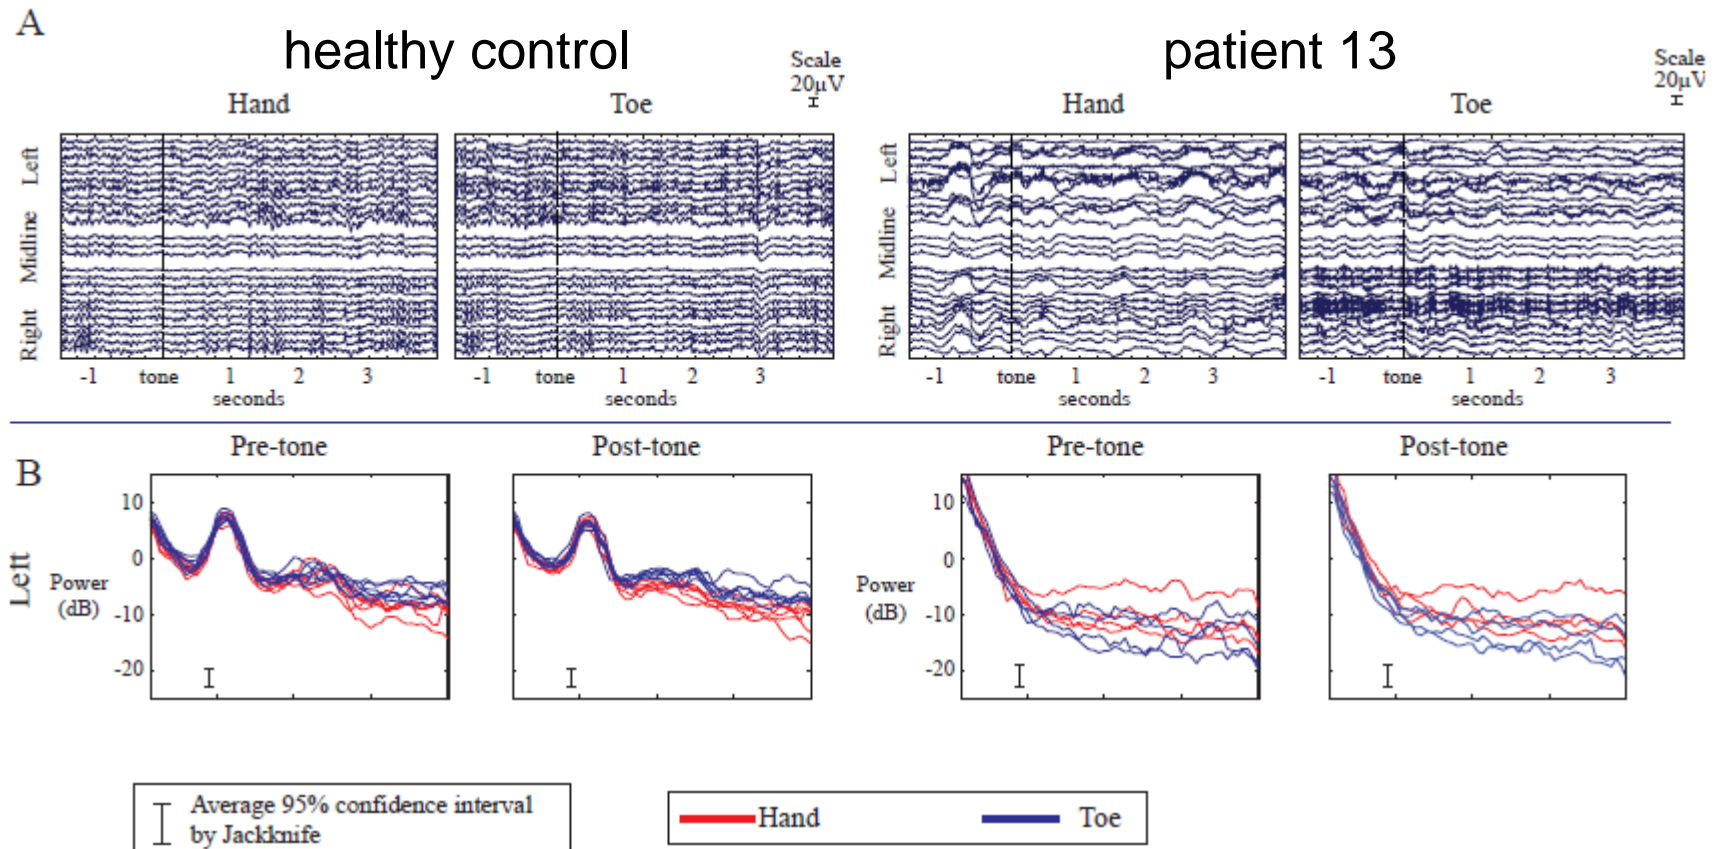 A
healthy control
patient 13
Scale
20μV
Scale
20μV
Hand
Toe
Hand
Toe
Left
Midline
Right
Left
Midline
Right
-1 tone 1 2 3
seconds
-1 tone 1 2 3
seconds
-1 tone 1 2 3
seconds
-1 tone 1 2 3
seconds
B
Pre-tone
Post-tone
Pre-tone
Post-tone
Left
Power
(dB)
10
0
-10
-20
Power
(dB)
10
0
-10
-20
Average 95% confidence interval
by Jackknife
Hand
Toe